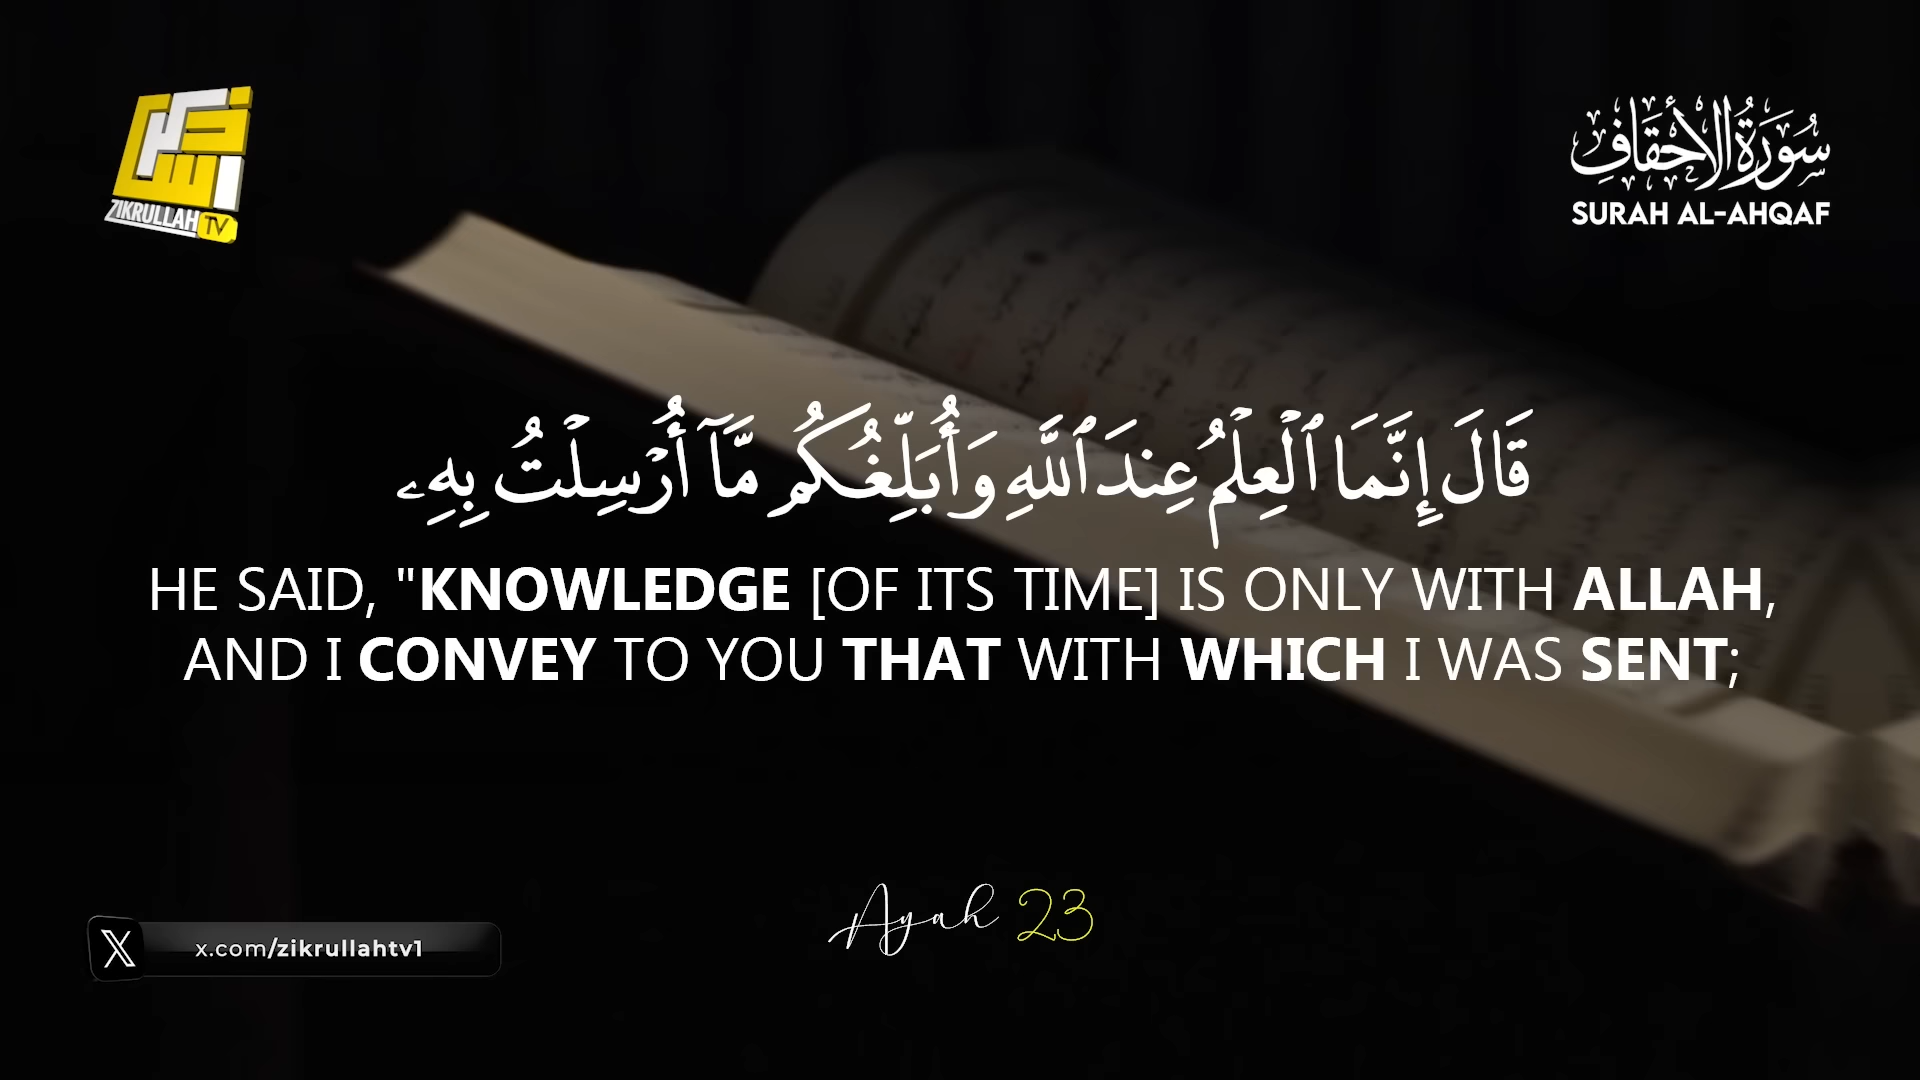 ZIKRULLAH TV
سُورَةُ الأَحْقَافِ
SURAH AL-AHQAF
قَالَ إِنَّمَا ٱلْعِلْمُ عِندَ ٱللَّهِ وَأُبَلِّغُكُم مَّآ أُرْسِلْتُ بِهِۦ
HE SAID, "KNOWLEDGE [OF ITS TIME] IS ONLY WITH ALLAH,
AND I CONVEY TO YOU THAT WITH WHICH I WAS SENT;
Ayah 23
x.com/zikrullahtv1